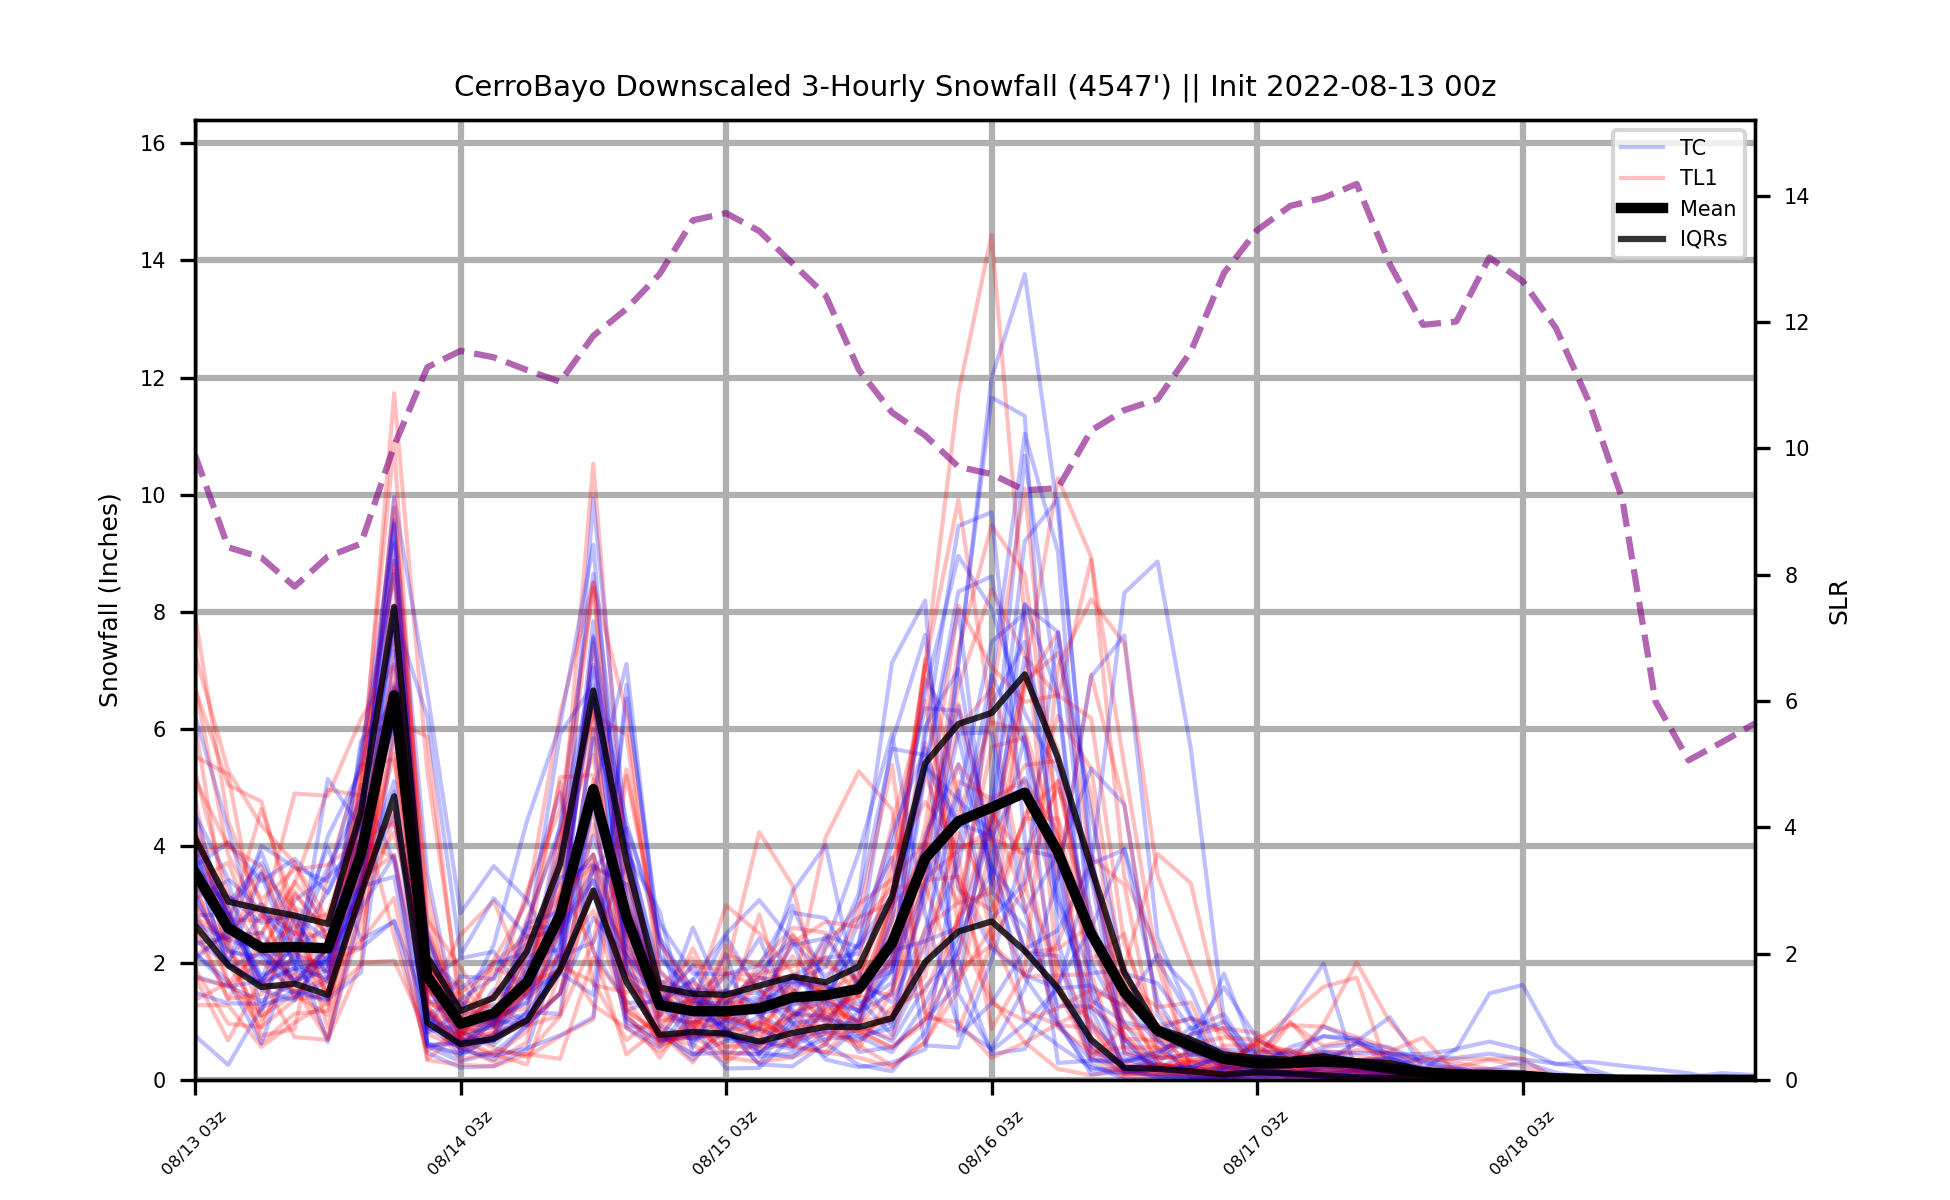 CerroBayo Downscaled 3-Hourly Snowfall (4547') || Init 2022-08-13 00z
Snowfall (Inches)
16
14
12
10
8
6
4
2
0
TC
TL1
Mean
IQRs
14
12
10
8
6
4
2
0
SLR
08/13 03z
08/14 03z
08/15 03z
08/16 03z
08/17 03z
08/18 03z